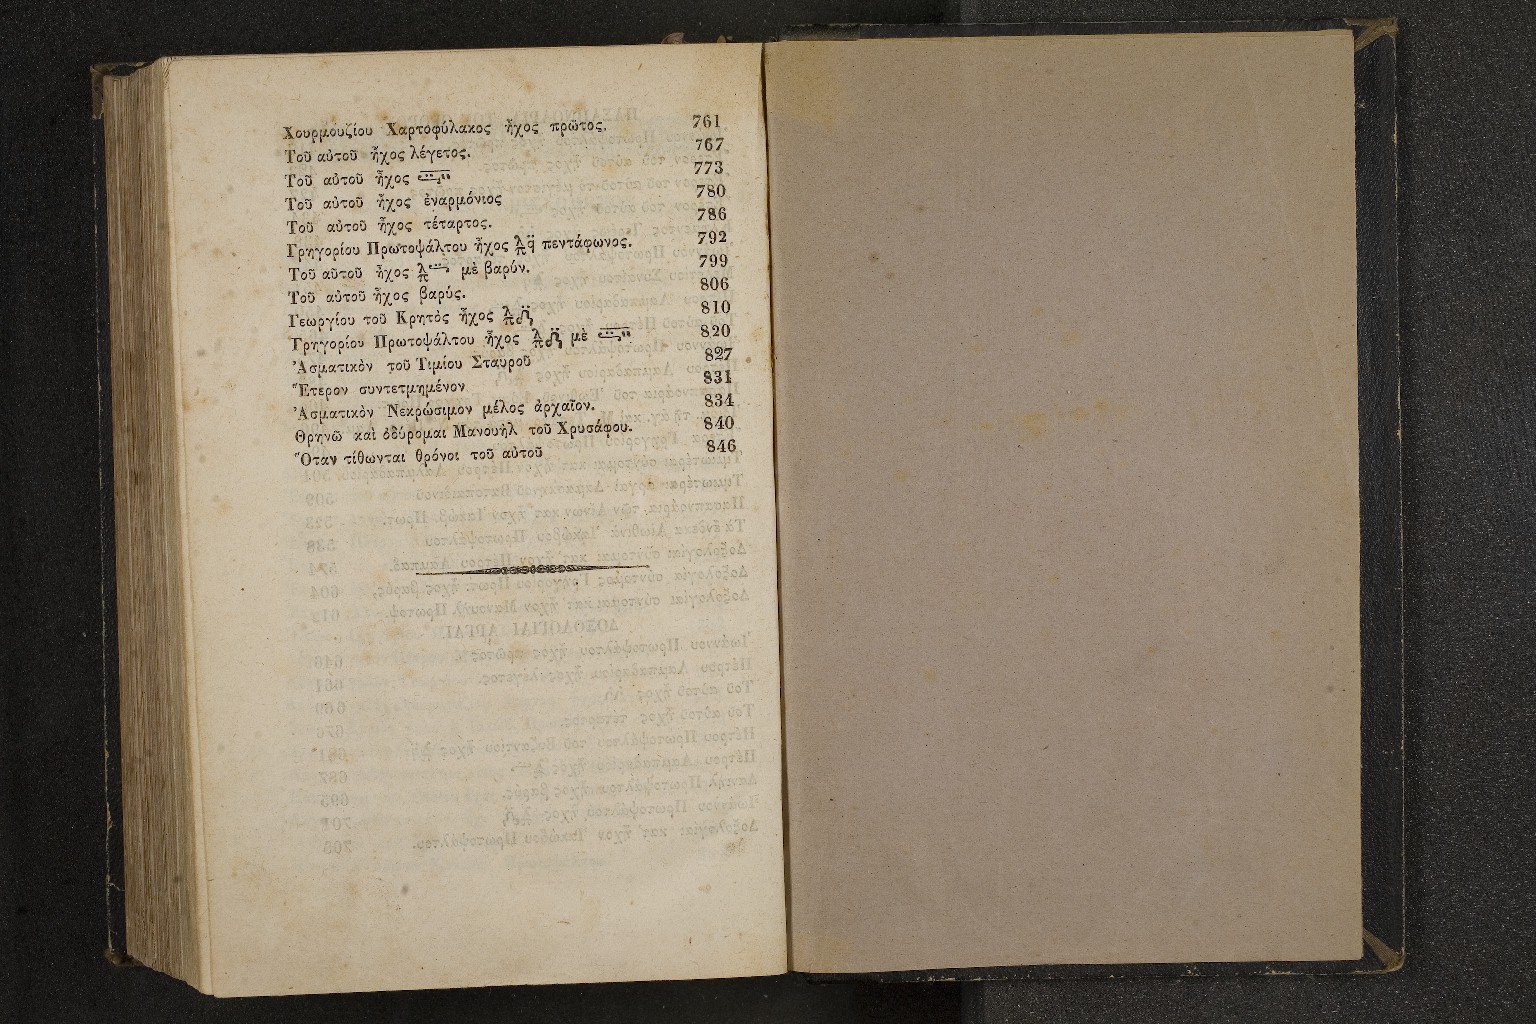 Χουρμουζίου Χαρτοφύλακος ἦχος πρῶτος. 761
Τοῦ αὐτοῦ ἦχος λέγετος. 767
Τοῦ αὐτοῦ ἦχος 773
Τοῦ αὐτοῦ ἦχος ἐναρμόνιος 780
Τοῦ αὐτοῦ ἦχος τέταρτος. 786
Γρηγορίου Πρωτοψάλτου ἦχος πεντάφωνος. 792
Τοῦ αὐτοῦ ἦχος μὲ βαρύν. 799
Τοῦ αὐτοῦ ἦχος βαρύς. 806
Γεωργίου τοῦ Κρητὸς ἦχος 810
Γρηγορίου Πρωτοψάλτου ἦχος μὲ 820
Ἀσματικὸν τοῦ Τιμίου Σταυροῦ 827
Ἕτερον συντετμημένον 831
Ἀσματικὸν Νεκρώσιμον μέλος ἀρχαῖον. 834
Θρηνῶ καὶ ὀδύρομαι Μανουὴλ τοῦ Χρυσάφου. 840
Ὅταν τίθωνται θρόνοι τοῦ αὐτοῦ 846